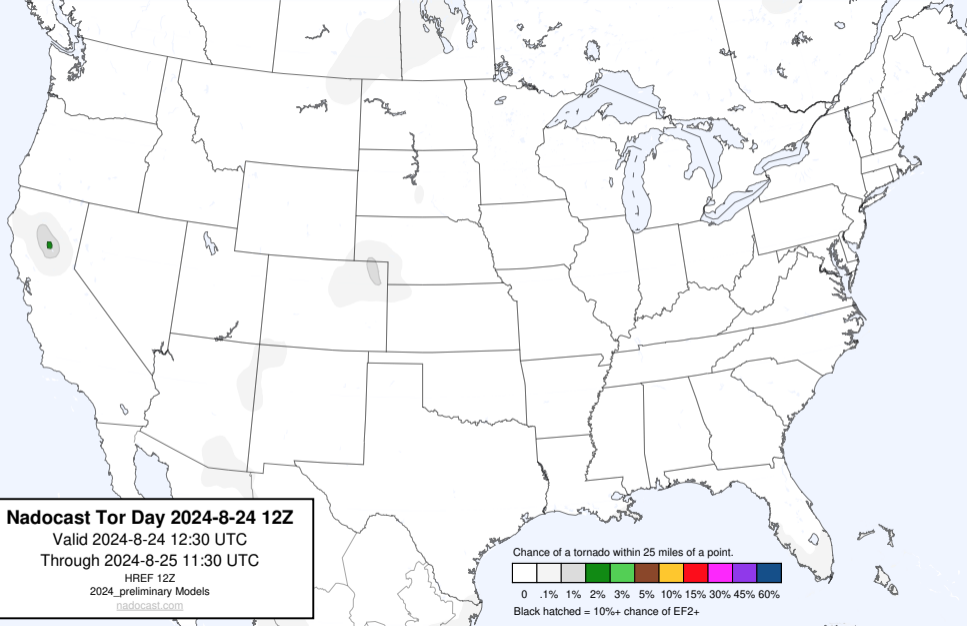 Nadocast Tor Day 2024-8-24 12Z
Valid 2024-8-24 12:30 UTC
Through 2024-8-25 11:30 UTC
HREF 12Z
2024_preliminary Models
nadocast.com
Chance of a tornado within 25 miles of a point.
0 .1% 1% 2% 3% 5% 10% 15% 30% 45% 60%
Black hatched = 10%+ chance of EF2+